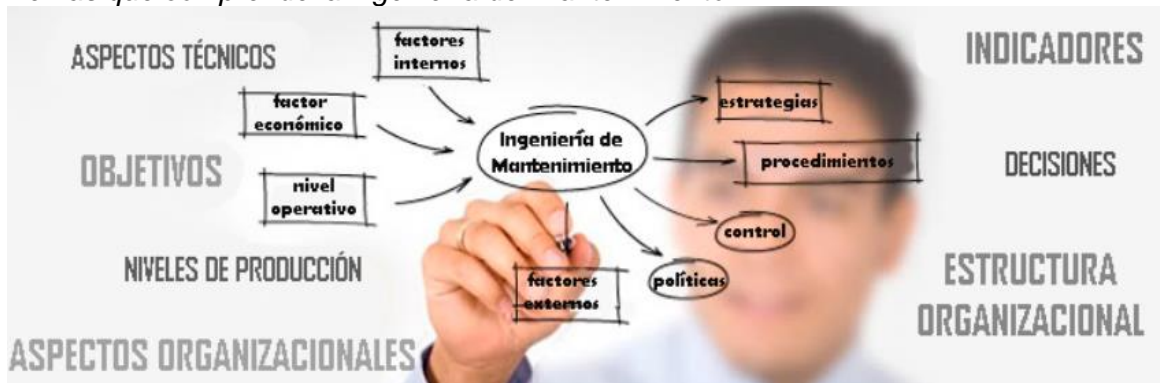 ASPECTOS TÉCNICOS
factores
internos
INDICADORES
factor
económico
estrategias
Ingeniería de
Mantenimiento
procedimientos
DECISIONES
OBJETIVOS
nivel
operativo
control
NIVELES DE PRODUCCIÓN
factores
externos
políticas
ESTRUCTURA
ORGANIZACIONAL
ASPECTOS ORGANIZACIONALES